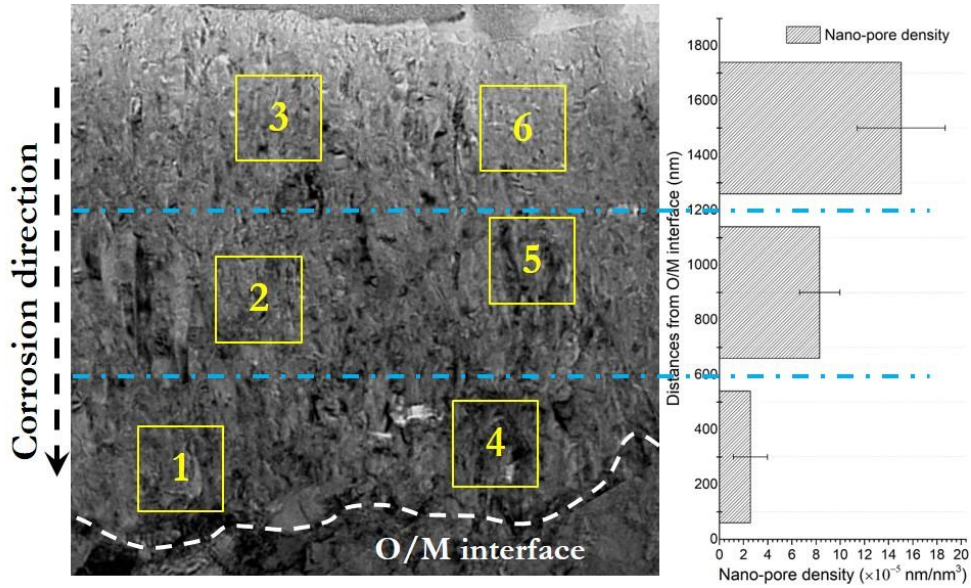 Corrosion direction
3
6
2
5
1
4
O/M interface
Nano-pore density
Distances from O/M interface (nm)
1800
1600
1400
1200
1000
800
600
400
200
0
0 2 4 6 8 10 12 14 16 18 20
Nano-pore density (×10⁻⁵ nm/nm³)